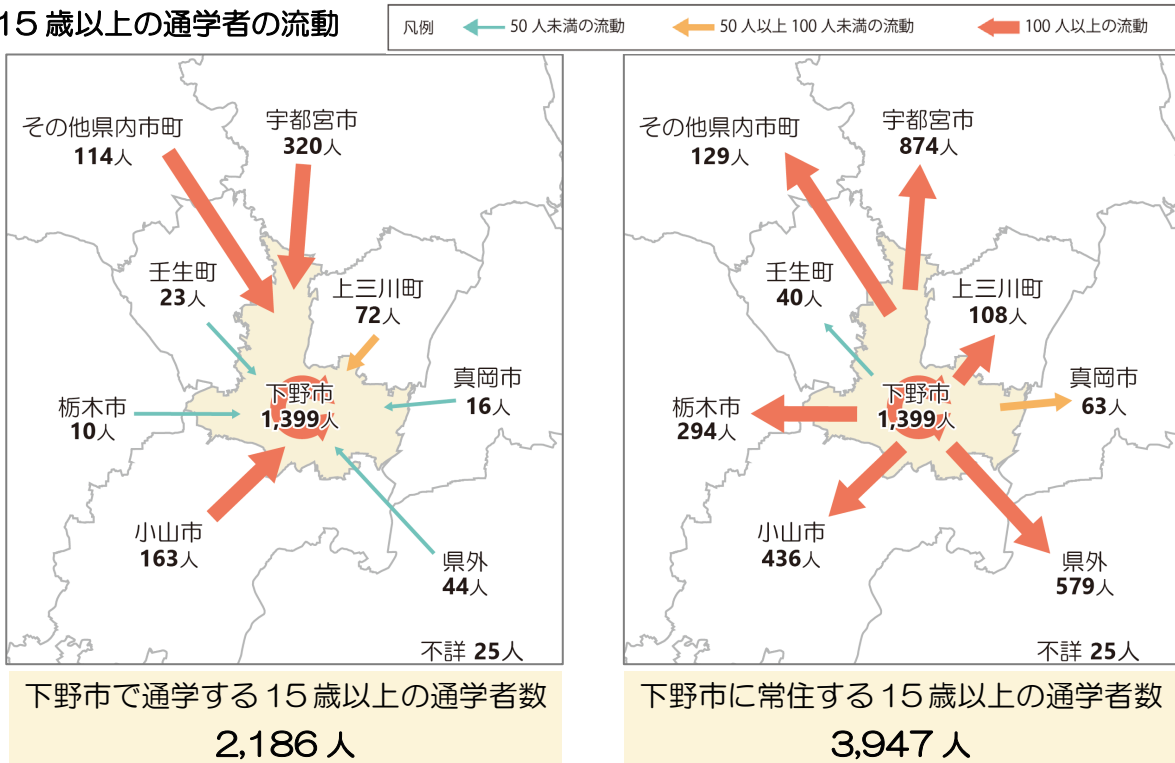 15歳以上の通学者の流動
凡例
50人未満の流動
50人以上100人未満の流動
100人以上の流動
その他県内市町
114人
宇都宮市
320人
壬生町
23人
上三川町
72人
下野市
1,399人
真岡市
16人
栃木市
10人
小山市
163人
県外
44人
不詳 25人
下野市で通学する15歳以上の通学者数
2,186人
その他県内市町
129人
宇都宮市
874人
壬生町
40人
上三川町
108人
下野市
1,399人
真岡市
63人
栃木市
294人
小山市
436人
県外
579人
不詳 25人
下野市に常住する15歳以上の通学者数
3,947人